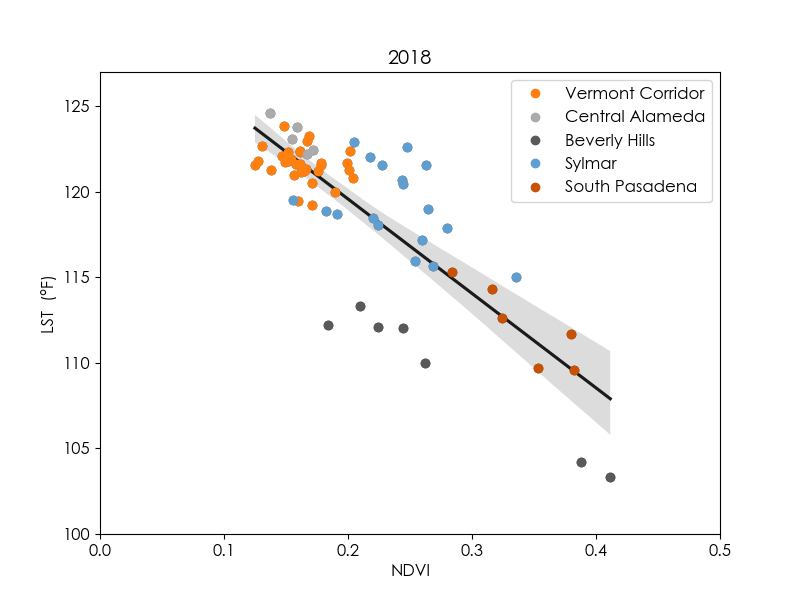 2018
Vermont Corridor
Central Alameda
Beverly Hills
Sylmar
South Pasadena
125
120
115
110
105
100
LST (°F)
0.0 0.1 0.2 0.3 0.4 0.5
NDVI